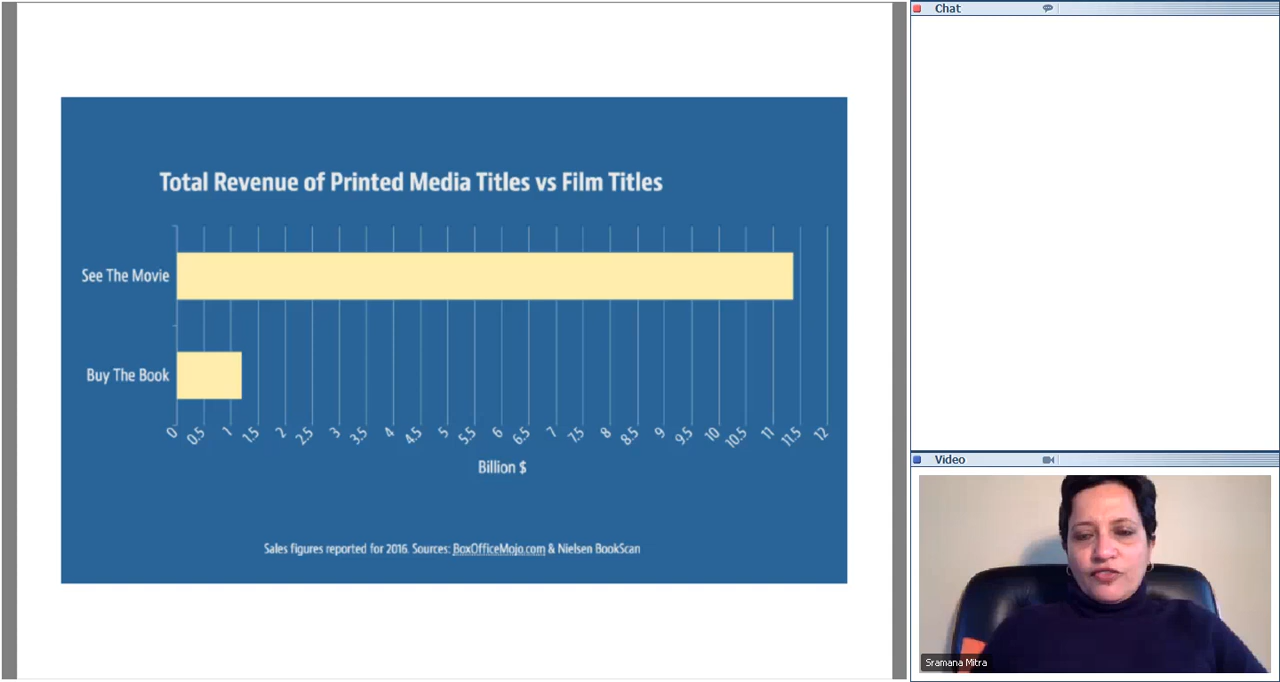 Total Revenue of Printed Media Titles vs Film Titles
See The Movie
Buy The Book
0 0.5 1 1.5 2 2.5 3 3.5 4 4.5 5 5.5 6 6.5 7 7.5 8 8.5 9 9.5 10 10.5 11 11.5 12
Billion $
Sales figures reported for 2016. Sources: BoxOfficeMojo.com & Nielsen BookScan
Chat
Video
Sramana Mitra